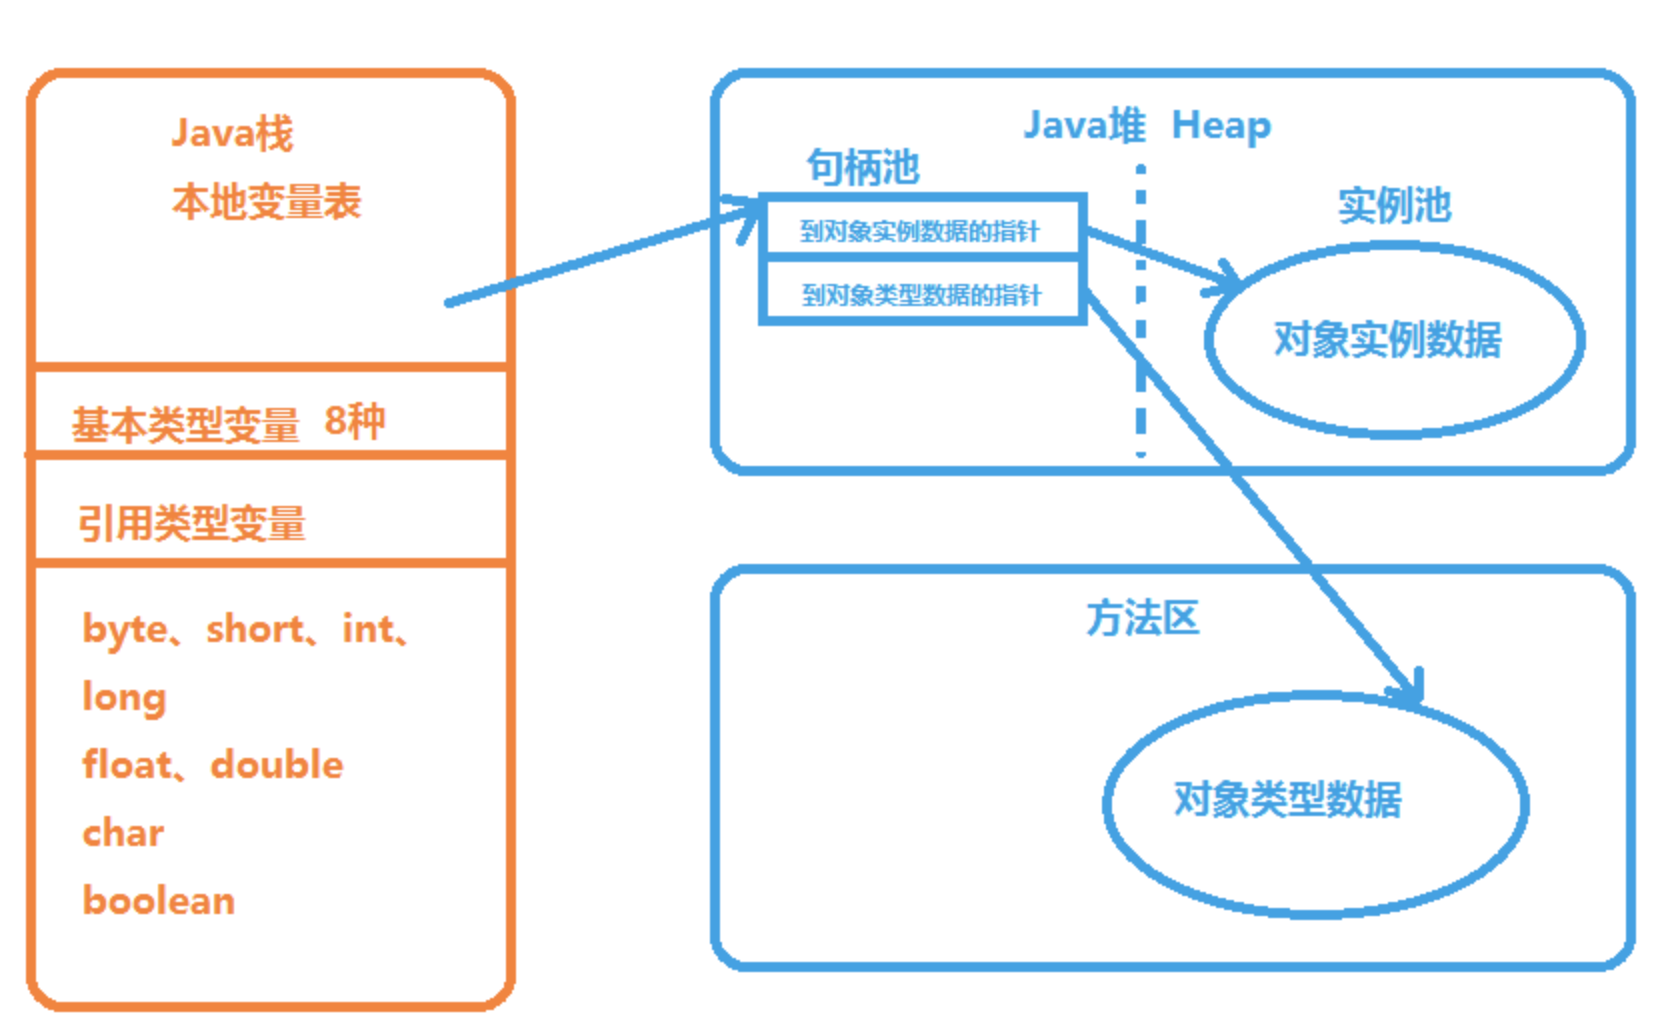 Java栈
本地变量表
基本类型变量 8种
引用类型变量
byte、short、int、
long
float、double
char
boolean
Java堆 Heap
句柄池
到对象实例数据的指针
到对象类型数据的指针
实例池
对象实例数据
方法区
对象类型数据